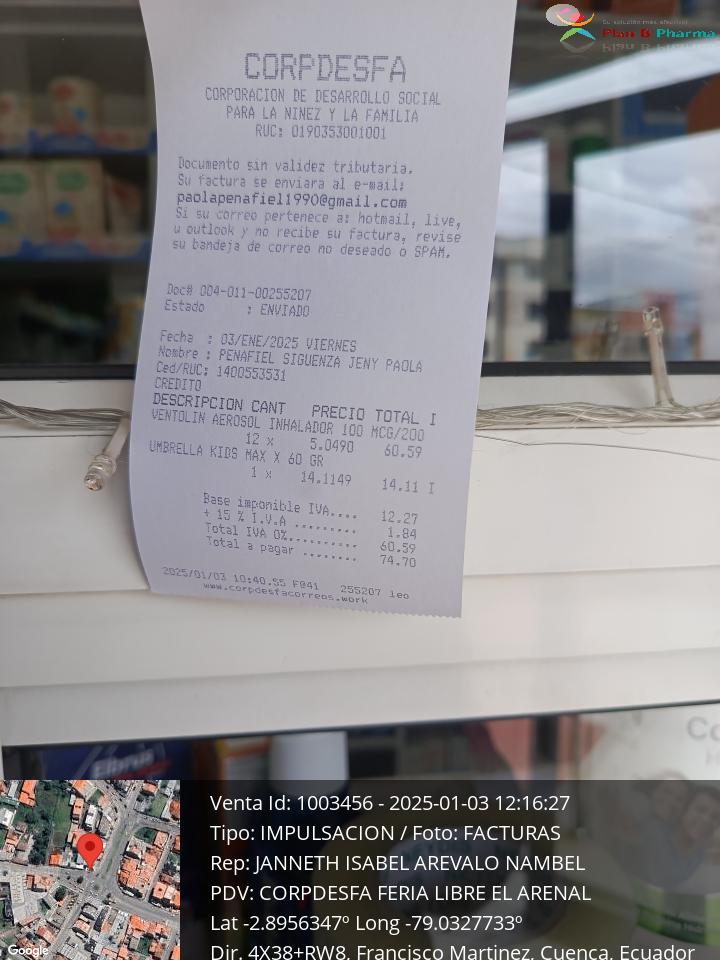 Su solución más efectiva!
Plan B Pharma
CORPDESFA
CORPORACION DE DESARROLLO SOCIAL
PARA LA NINEZ Y LA FAMILIA
RUC: 0190353001001
Documento sin validez tributaria.
Su factura se enviara al e-mail:
paolapenafiel1990@gmail.com
Si su correo pertenece a: hotmail, live,
u outlook y no recibe su factura, revise
su bandeja de correo no deseado o SPAM.
Doc# 004-011-00255207
Estado : ENVIADO
Fecha : 03/ENE/2025 VIERNES
Nombre : PENAFIEL SIGUENZA JENY PAOLA
Ced/RUC: 1400553531
CREDITO
DESCRIPCION CANT PRECIO TOTAL I
VENTOLIN AEROSOL INHALADOR 100 MCG/200
12 x 5.0490 60.59
UMBRELLA KIDS MAX X 60 GR
1 x 14.1149 14.11 I
Base imponible IVA.... 12.27
+ 15 % I.V.A ......... 1.84
Total IVA 0%.......... 60.59
Total a pagar ........ 74.70
2025/01/03 10:40.55 F041 255207 leo
www.corpdesfacorreos.work
Venta Id: 1003456 - 2025-01-03 12:16:27
Tipo: IMPULSACION / Foto: FACTURAS
Rep: JANNETH ISABEL AREVALO NAMBEL
PDV: CORPDESFA FERIA LIBRE EL ARENAL
Lat -2.8956347º Long -79.0327733º
Dir. 4X38+RW8, Francisco Martinez, Cuenca, Ecuador
Google